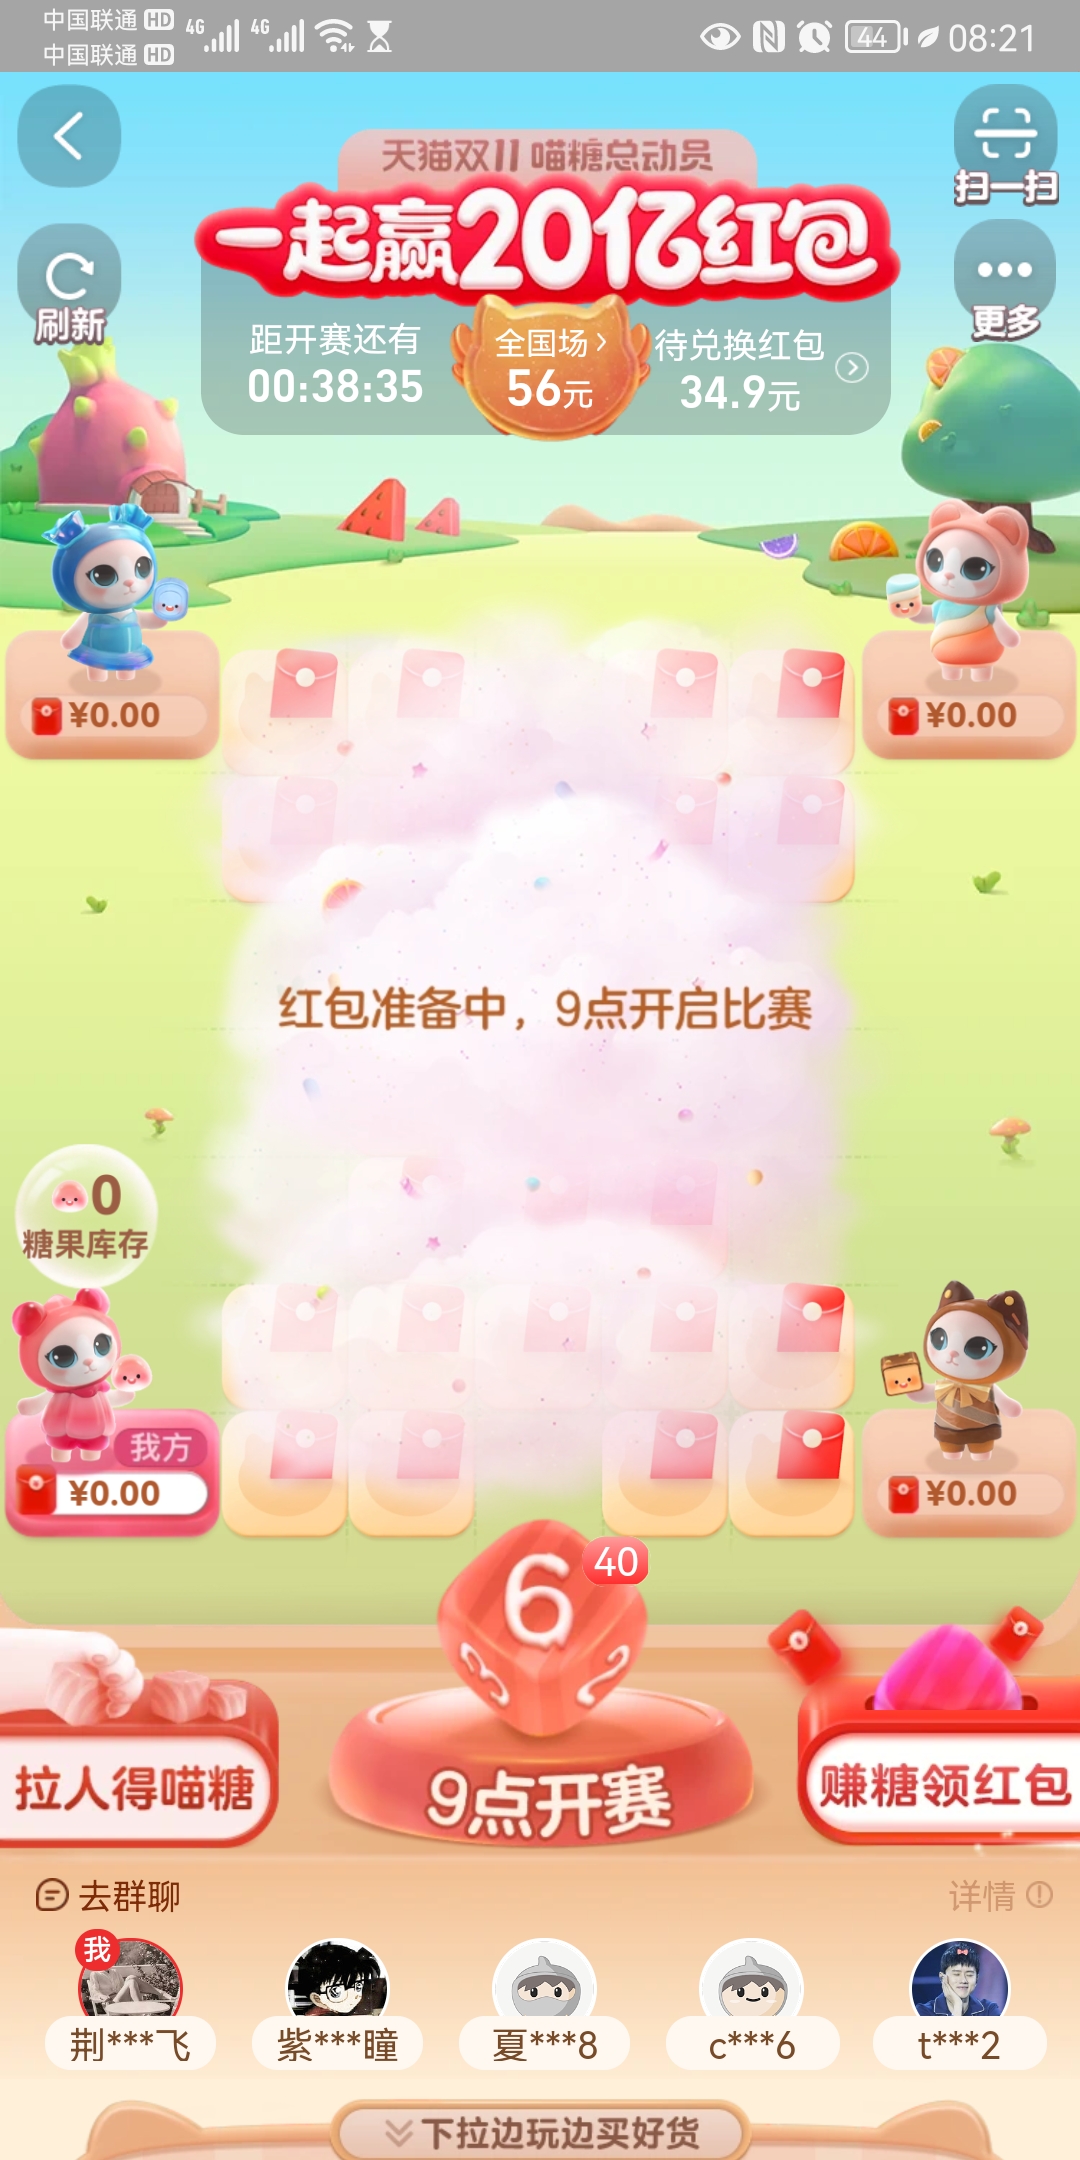 中国联通 HD 4G 4G 44 08:21
中国联通 HD
天猫双11喵糖总动员
扫一扫
一起赢20亿红包
刷新
更多
距开赛还有
全国场
待兑换红包
00:38:35
56元
34.9元
¥0.00
¥0.00
红包准备中，9点开启比赛
0
糖果库存
我方
¥0.00
¥0.00
40
6
拉人得喵糖
9点开赛
赚糖领红包
去群聊
详情
我
荆***飞
紫***瞳
夏***8
c***6
t***2
下拉边玩边买好货